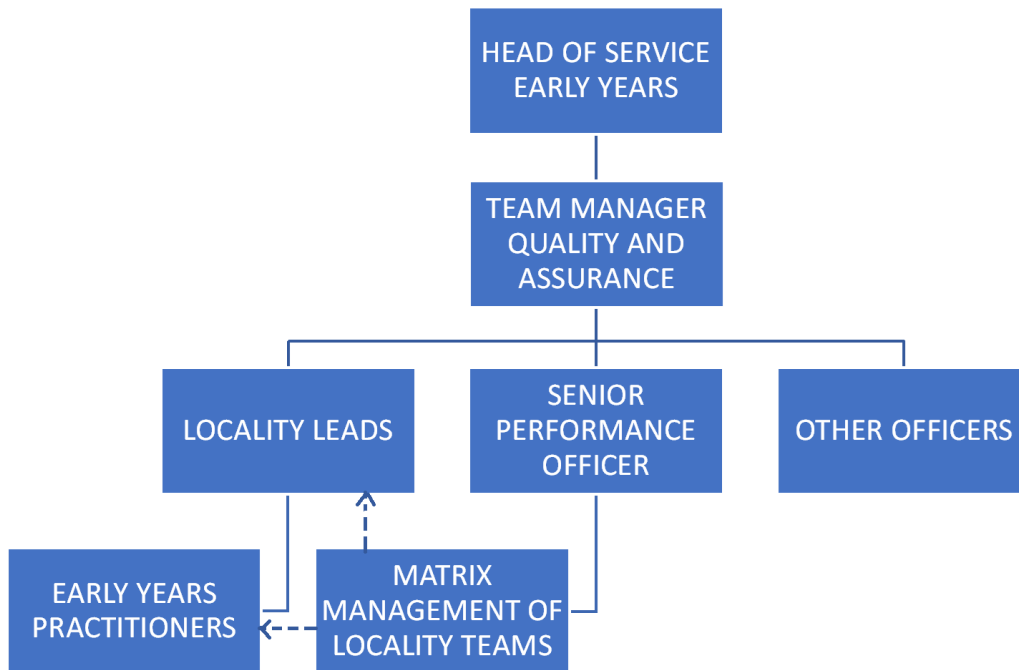 HEAD OF SERVICE
EARLY YEARS
TEAM MANAGER
QUALITY AND
ASSURANCE
LOCALITY LEADS
SENIOR
PERFORMANCE
OFFICER
OTHER OFFICERS
EARLY YEARS
PRACTITIONERS
MATRIX
MANAGEMENT OF
LOCALITY TEAMS